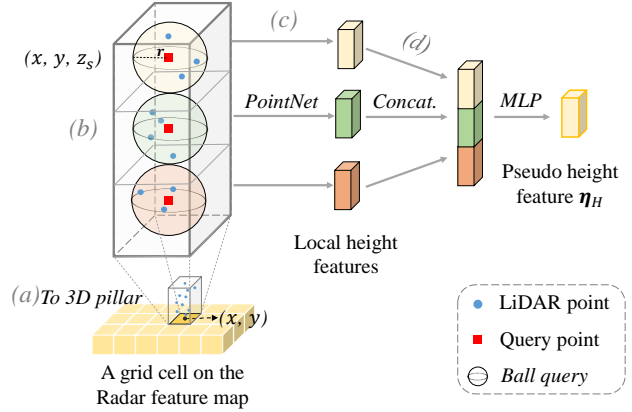 (c)
(d)
(x, y, z_s)
r
(b)
PointNet
Concat.
MLP
Pseudo height
feature η_H
Local height
features
(a) To 3D pillar
(x, y)
A grid cell on the
Radar feature map
LiDAR point
Query point
Ball query